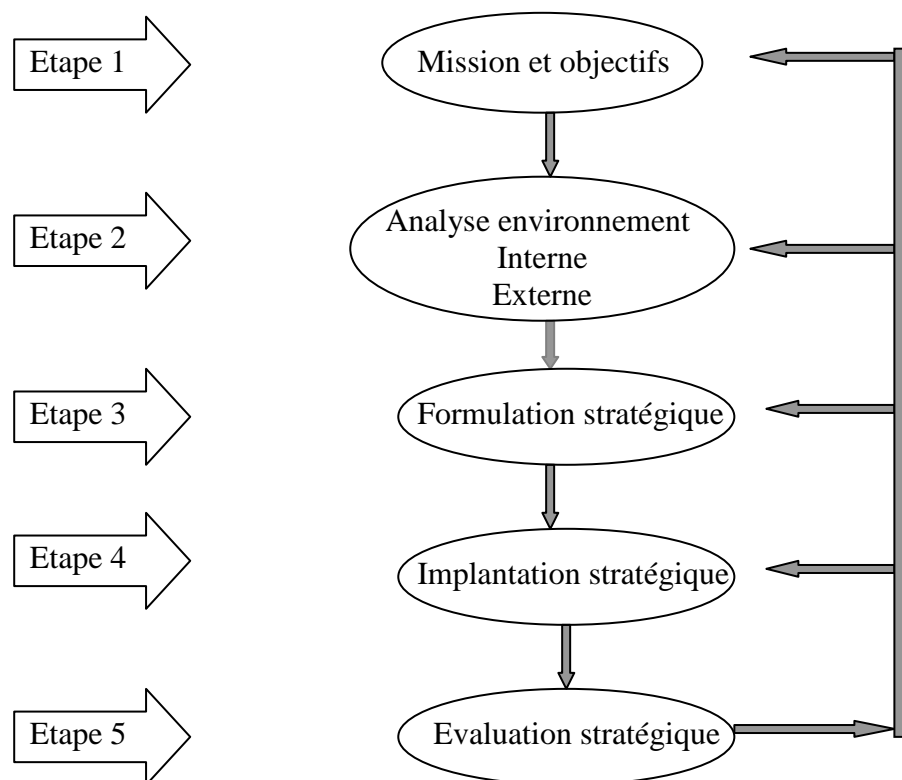 Etape 1
Mission et objectifs
Etape 2
Analyse environnement
Interne
Externe
Etape 3
Formulation stratégique
Etape 4
Implantation stratégique
Etape 5
Evaluation stratégique